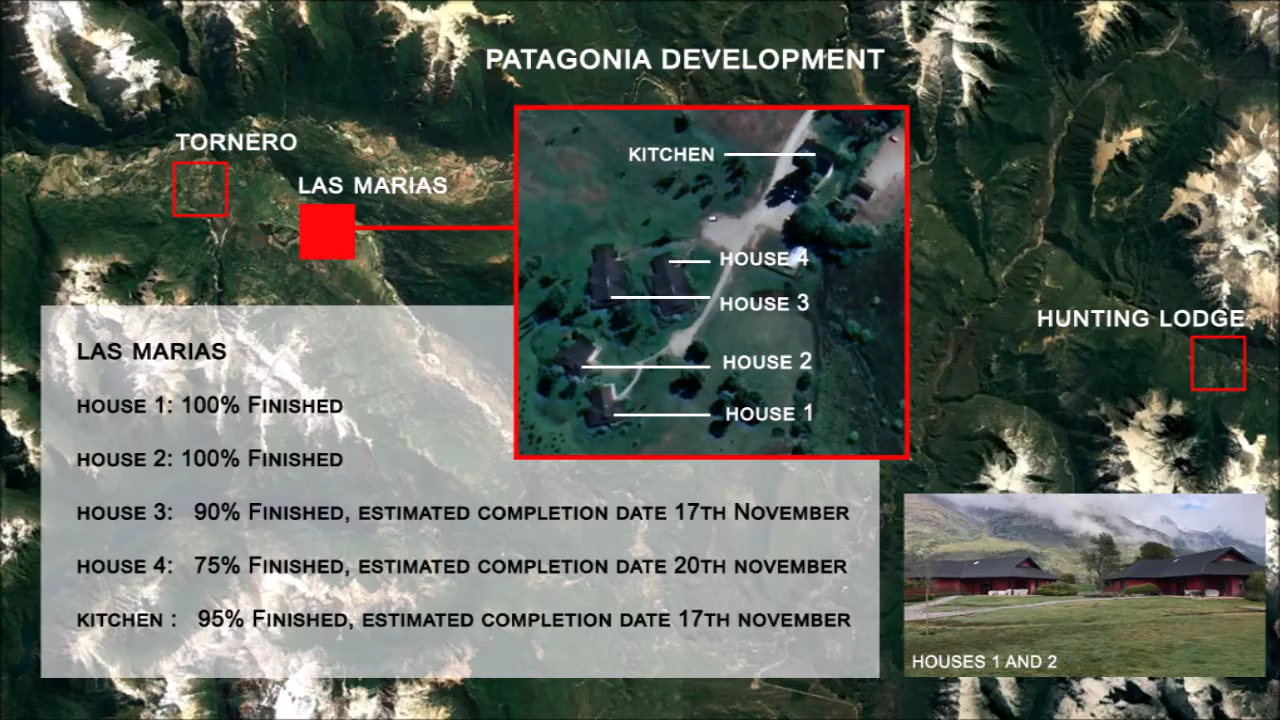 PATAGONIA DEVELOPMENT
TORNERO
LAS MARIAS
KITCHEN
HOUSE 4
HOUSE 3
HOUSE 2
HOUSE 1
HUNTING LODGE
LAS MARIAS
HOUSE 1: 100% FINISHED
HOUSE 2: 100% FINISHED
HOUSE 3: 90% FINISHED, ESTIMATED COMPLETION DATE 17TH NOVEMBER
HOUSE 4: 75% FINISHED, ESTIMATED COMPLETION DATE 20TH NOVEMBER
KITCHEN : 95% FINISHED, ESTIMATED COMPLETION DATE 17TH NOVEMBER
HOUSES 1 AND 2